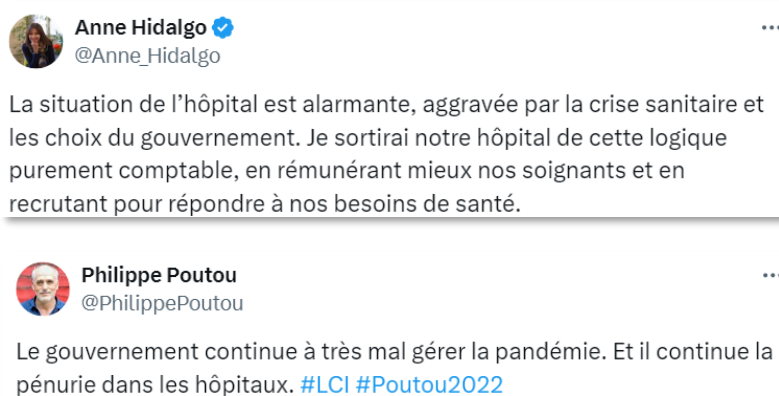 Anne Hidalgo
@Anne_Hidalgo
La situation de l’hôpital est alarmante, aggravée par la crise sanitaire et
les choix du gouvernement. Je sortirai notre hôpital de cette logique
purement comptable, en rémunérant mieux nos soignants et en
recrutant pour répondre à nos besoins de santé.
Philippe Poutou
@PhilippePoutou
Le gouvernement continue à très mal gérer la pandémie. Et il continue la
pénurie dans les hôpitaux. #LCI #Poutou2022